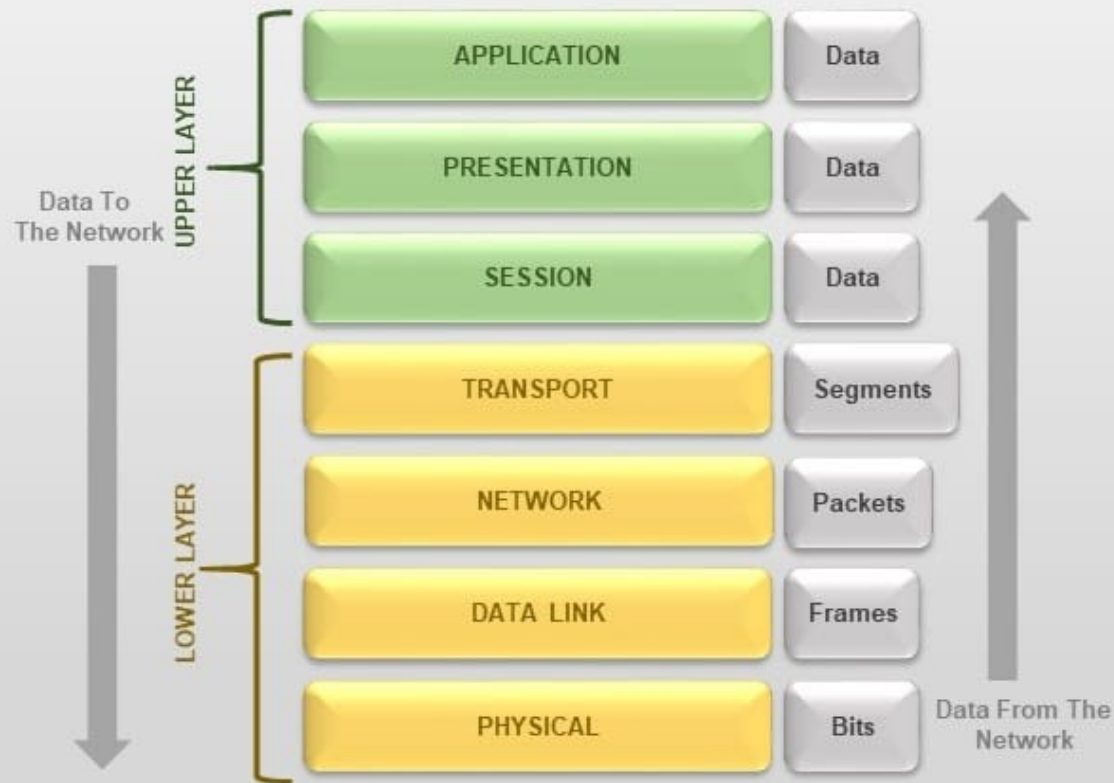 APPLICATION
Data
PRESENTATION
Data
SESSION
Data
UPPER LAYER
Data To
The Network
TRANSPORT
Segments
NETWORK
Packets
DATA LINK
Frames
PHYSICAL
Bits
LOWER LAYER
Data From The
Network